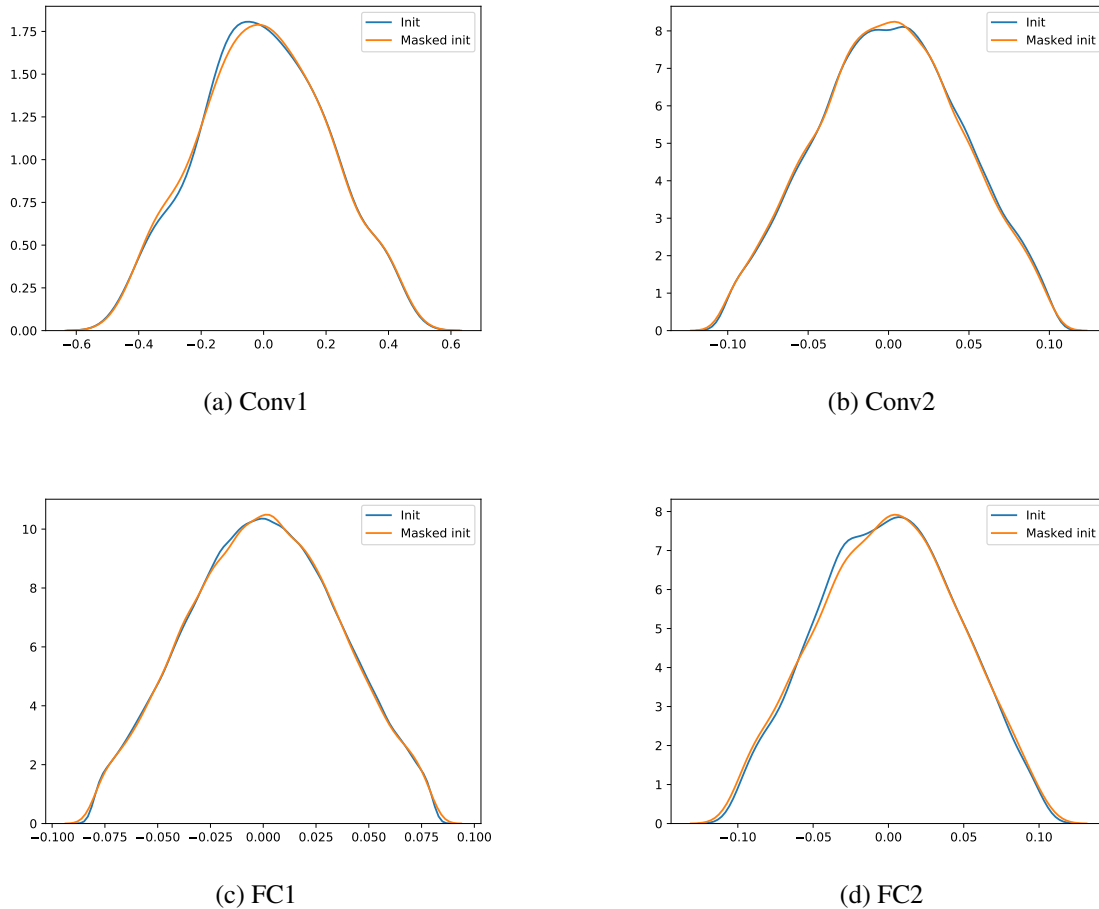 1.75
1.50
1.25
1.00
0.75
0.50
0.25
0.00
−0.6 −0.4 −0.2 0.0 0.2 0.4 0.6
Init
Masked init
(a) Conv1
8
7
6
5
4
3
2
1
0
−0.10 −0.05 0.00 0.05 0.10
Init
Masked init
(b) Conv2
10
8
6
4
2
0
−0.100 −0.075 −0.050 −0.025 0.000 0.025 0.050 0.075 0.100
Init
Masked init
(c) FC1
8
7
6
5
4
3
2
1
0
−0.10 −0.05 0.00 0.05 0.10
Init
Masked init
(d) FC2